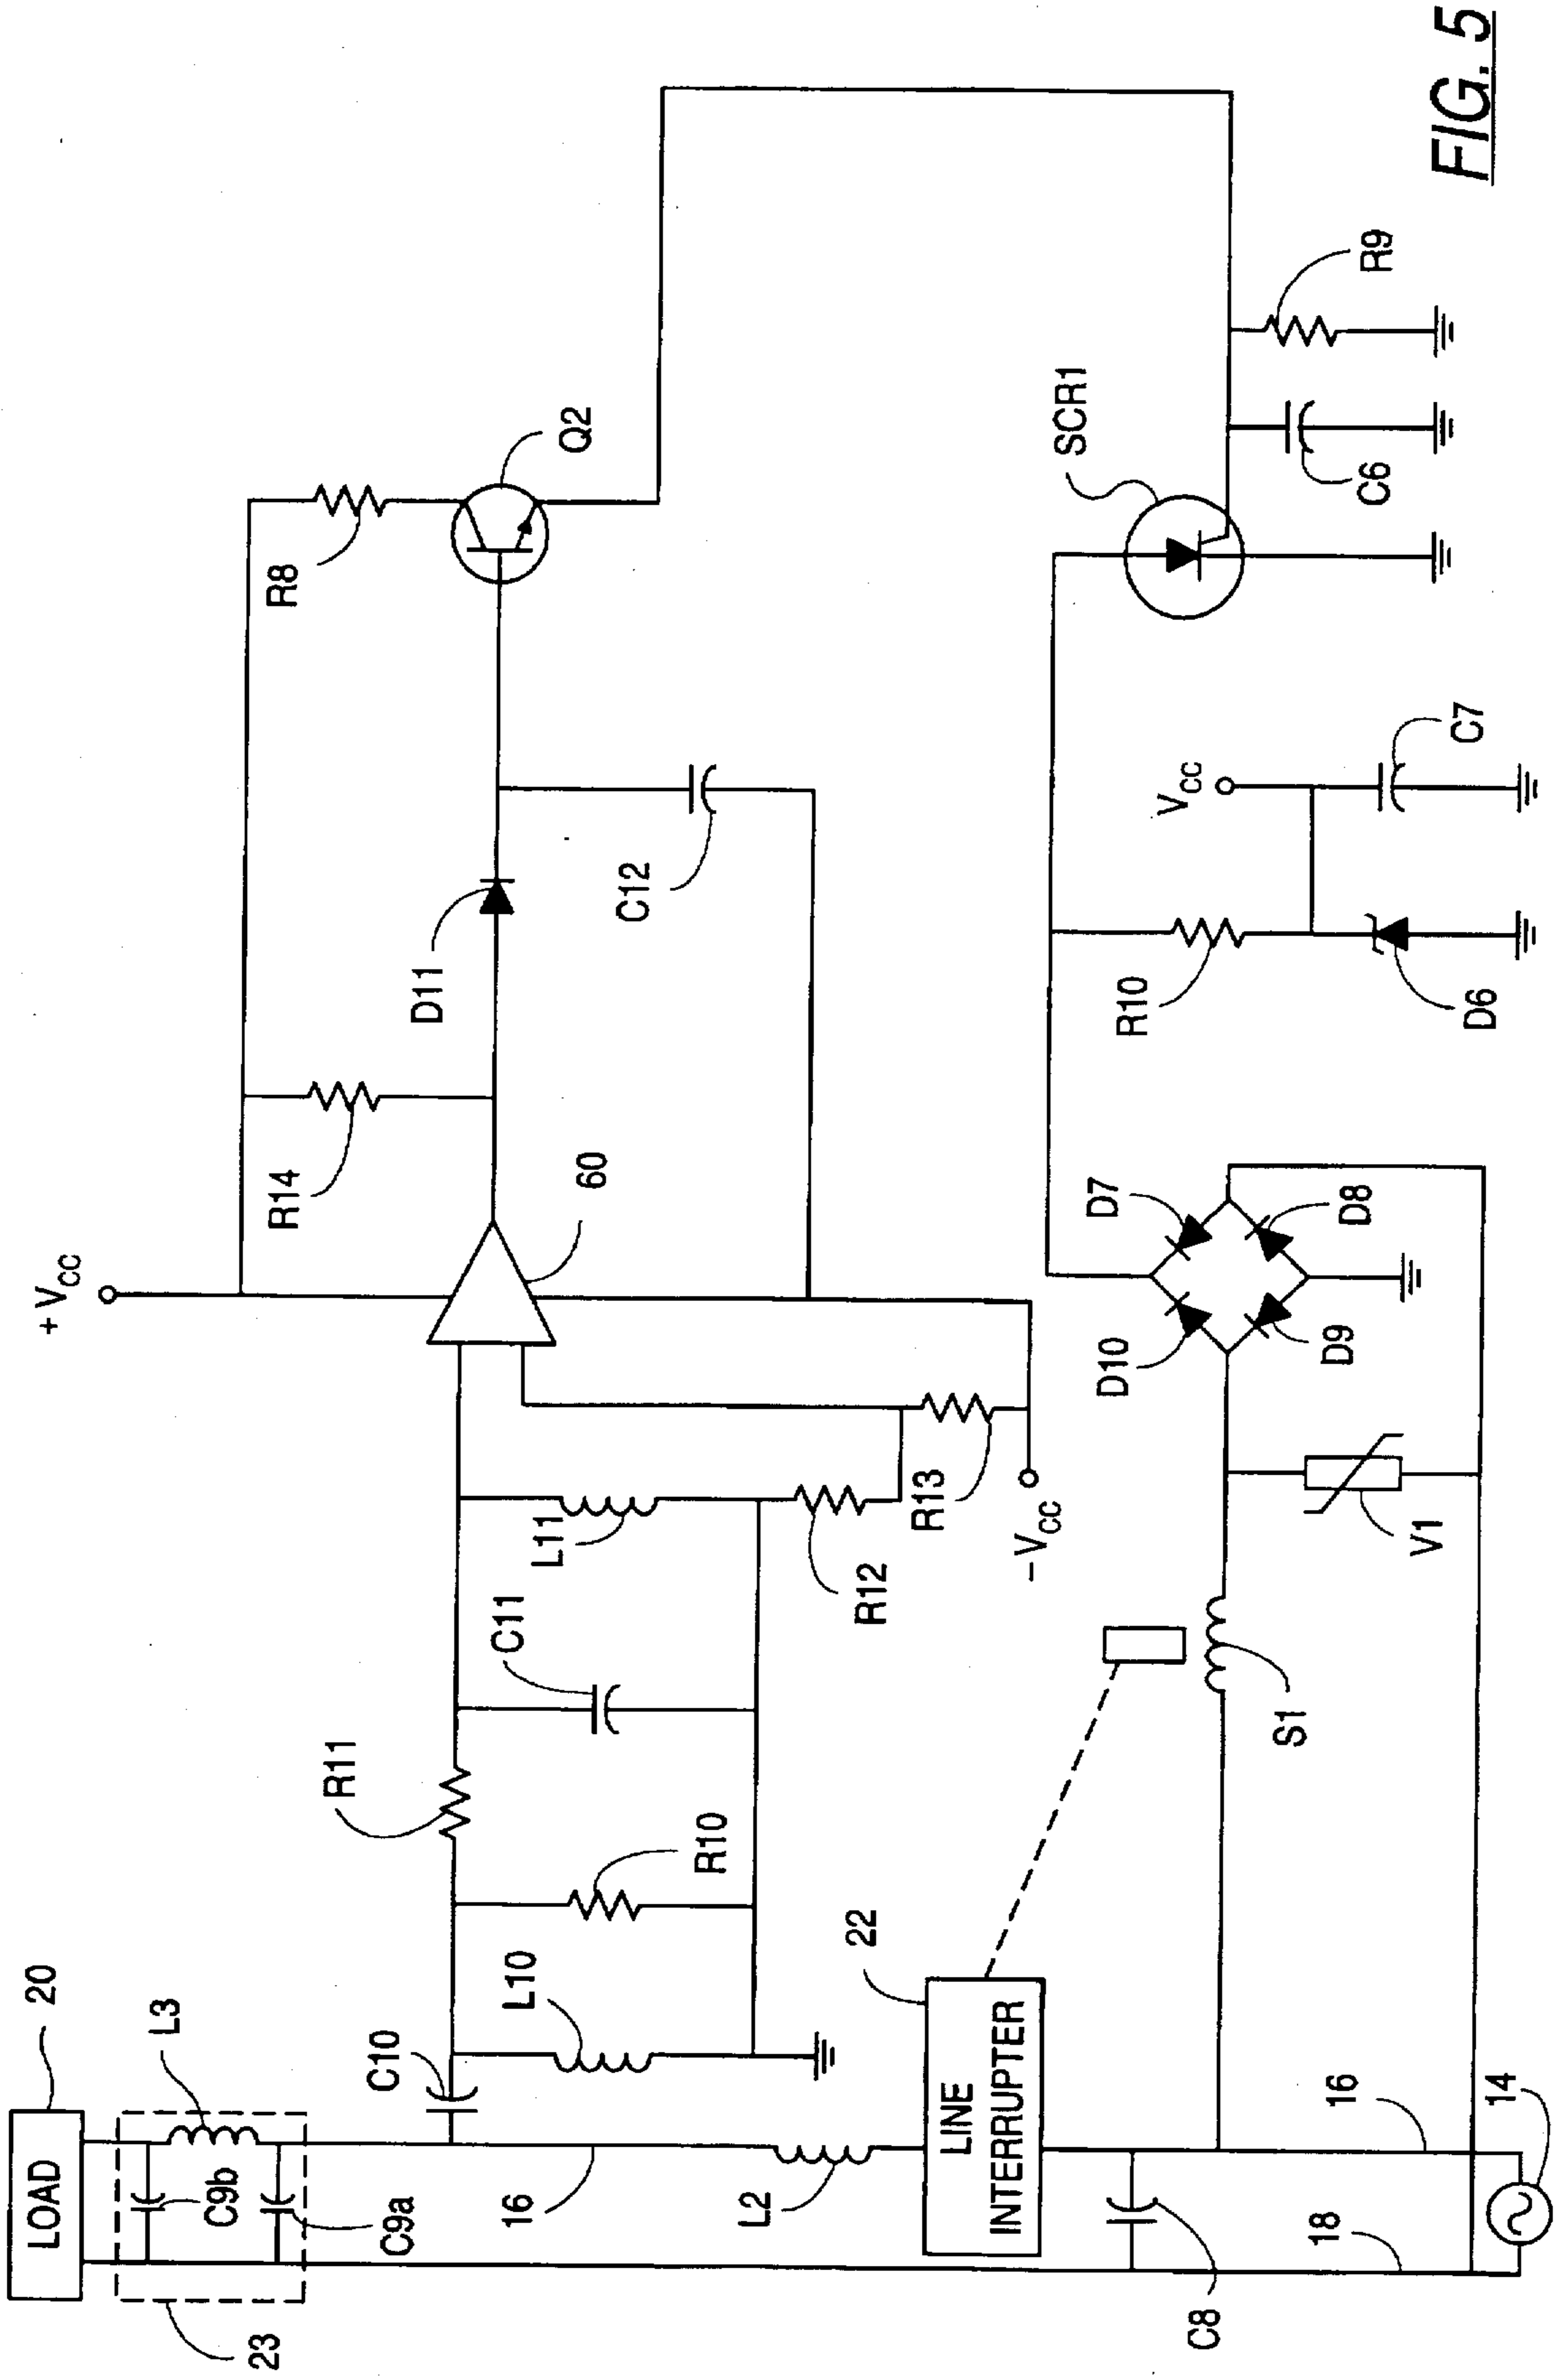 FIG. 5
+ VCC
R14
R8
Q2
D11
60
C12
R11
C11
L11
R10
L10
R12
R13
- VCC
20
LOAD
L3
C10
C9b
C9a
23
16
L2
22
LINE
INTERRUPTER
S1
V1
D10
D7
D9
D8
R10
VCC
D6
C7
SCR1
C6
R9
C8
18
16
14